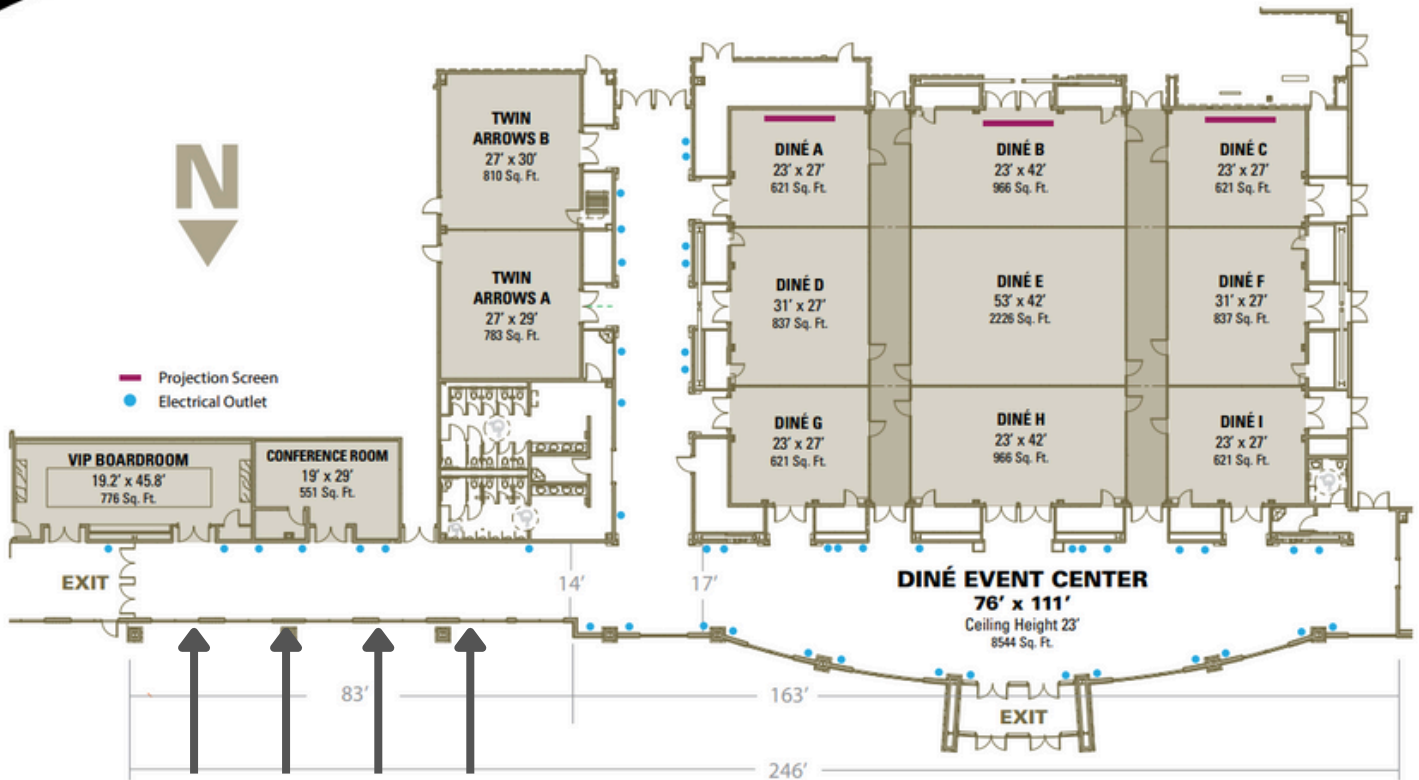 N
TWIN
ARROWS B
27' x 30'
810 Sq. Ft.
TWIN
ARROWS A
27' x 29'
783 Sq. Ft.
DINÉ A
23' x 27'
621 Sq. Ft.
DINÉ B
23' x 42'
966 Sq. Ft.
DINÉ C
23' x 27'
621 Sq. Ft.
DINÉ D
31' x 27'
837 Sq. Ft.
DINÉ E
53' x 42'
2226 Sq. Ft.
DINÉ F
31' x 27'
837 Sq. Ft.
DINÉ G
23' x 27'
621 Sq. Ft.
DINÉ H
23' x 42'
966 Sq. Ft.
DINÉ I
23' x 27'
621 Sq. Ft.
Projection Screen
Electrical Outlet
VIP BOARDROOM
19.2' x 45.8'
776 Sq. Ft.
CONFERENCE ROOM
19' x 29'
551 Sq. Ft.
EXIT
14'
17'
DINÉ EVENT CENTER
76' x 111'
Ceiling Height 23'
8544 Sq. Ft.
83'
163'
EXIT
246'